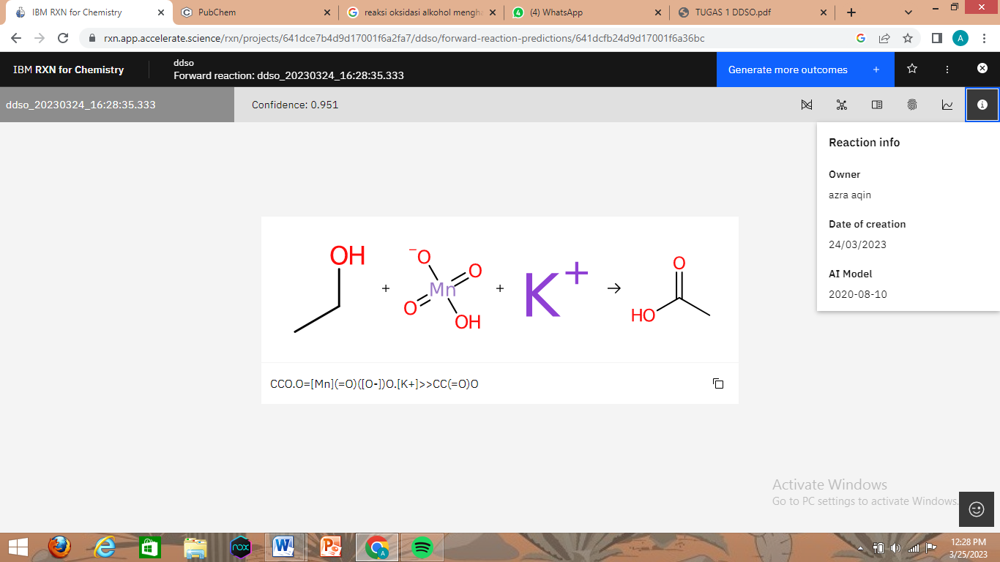 IBM RXN for Chemistry
PubChem
reaksi oksidasi alkohol mengha
(4) WhatsApp
TUGAS 1 DDSO.pdf
rxn.app.accelerate.science/rxn/projects/641dce7b4d9d17001f6a2fa7/ddso/forward-reaction-predictions/641dcfb24d9d17001f6a36bc
A
IBM RXN for Chemistry
ddso
Forward reaction: ddso_20230324_16:28:35.333
Generate more outcomes +
ddso_20230324_16:28:35.333
Confidence: 0.951
Reaction info
Owner
azra aqin
Date of creation
24/03/2023
AI Model
2020-08-10
OH
−O
O
Mn
O
OH
+
+
K+
→
O
HO
CCO.O=[Mn](=O)([O-])O.[K+]>>CC(=O)O
Activate Windows
Go to PC settings to activate Windows.
nox
12:28 PM
3/25/2023